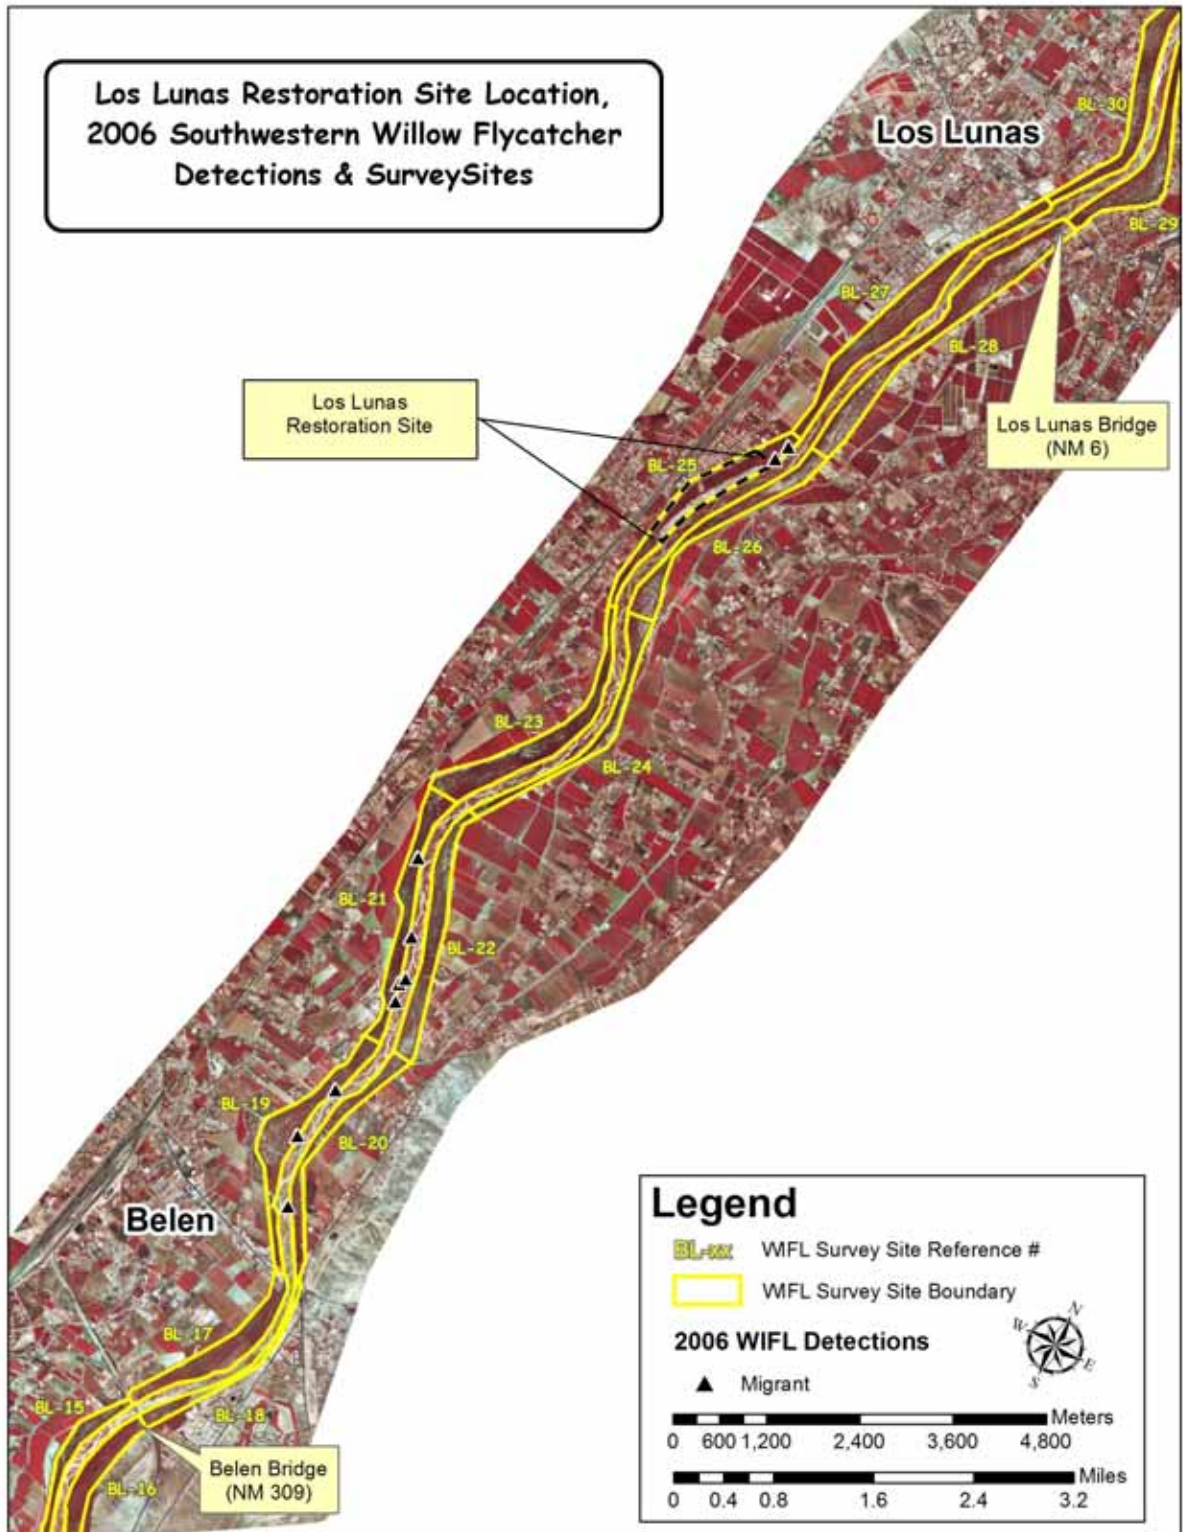 Los Lunas Restoration Site Location,
2006 Southwestern Willow Flycatcher
Detections & SurveySites
BL-30
Los Lunas
BL-29
BL-27
BL-28
Los Lunas
Restoration Site
Los Lunas Bridge
(NM 6)
BL-25
BL-26
BL-23
BL-24
BL-21
BL-22
BL-19
BL-20
Belen
BL-17
BL-15
BL-18
BL-16
Belen Bridge
(NM 309)
Legend
BL-xx WIFL Survey Site Reference #
WIFL Survey Site Boundary
2006 WIFL Detections
Migrant
N
W
E
S
Meters
0 600 1,200 2,400 3,600 4,800
Miles
0 0.4 0.8 1.6 2.4 3.2